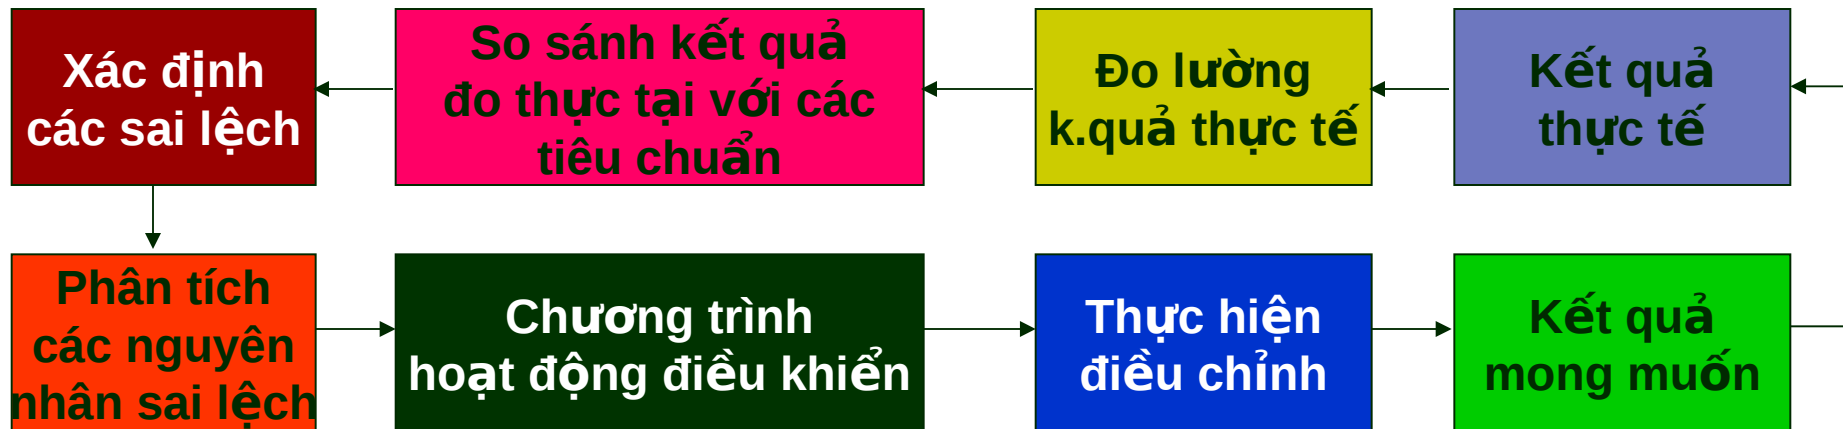 Xác định
các sai lệch
So sánh kết quả
đo thực tại với các
tiêu chuẩn
Đo lường
k.quả thực tế
Kết quả
thực tế
Phân tích
các nguyên
nhân sai lệch
Chương trình
hoạt động điều khiển
Thực hiện
điều chỉnh
Kết quả
mong muốn